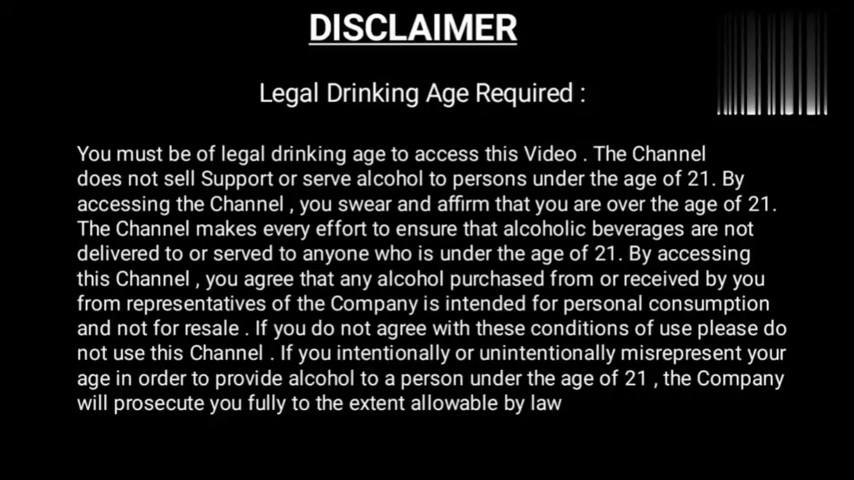 DISCLAIMER
Legal Drinking Age Required :
You must be of legal drinking age to access this Video . The Channel
does not sell Support or serve alcohol to persons under the age of 21. By
accessing the Channel , you swear and affirm that you are over the age of 21.
The Channel makes every effort to ensure that alcoholic beverages are not
delivered to or served to anyone who is under the age of 21. By accessing
this Channel , you agree that any alcohol purchased from or received by you
from representatives of the Company is intended for personal consumption
and not for resale . If you do not agree with these conditions of use please do
not use this Channel . If you intentionally or unintentionally misrepresent your
age in order to provide alcohol to a person under the age of 21 , the Company
will prosecute you fully to the extent allowable by law